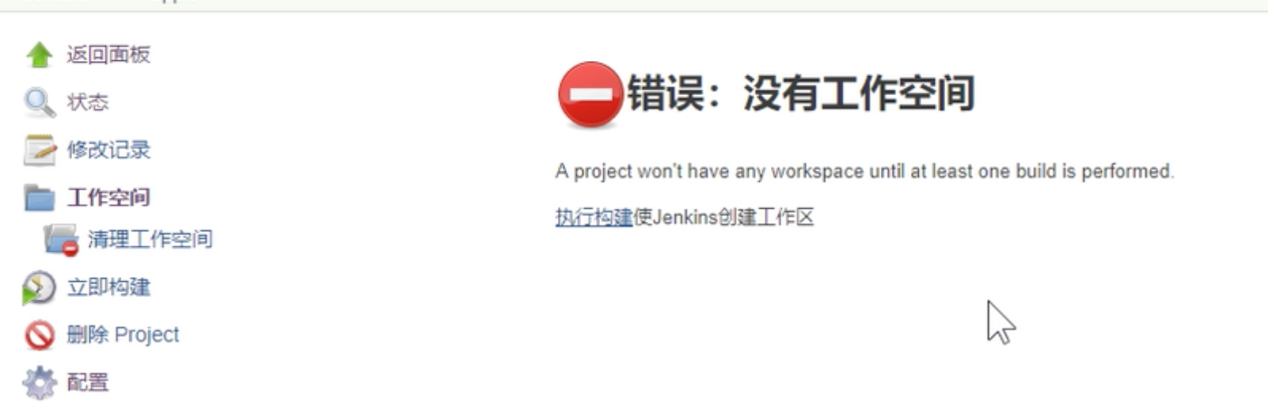 返回面板
状态
修改记录
工作空间
清理工作空间
立即构建
删除 Project
配置
错误：没有工作空间
A project won't have any workspace until at least one build is performed.
执行构建使Jenkins创建工作区